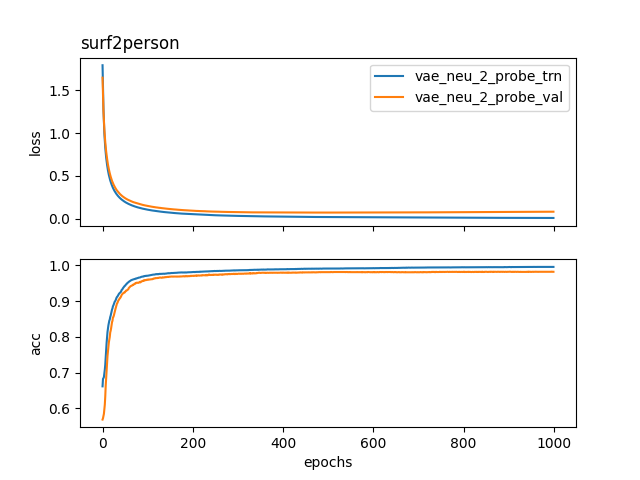 surf2person
vae_neu_2_probe_trn
vae_neu_2_probe_val
1.5
1.0
0.5
0.0
loss
1.0
0.9
0.8
0.7
0.6
acc
0 200 400 600 800 1000
epochs